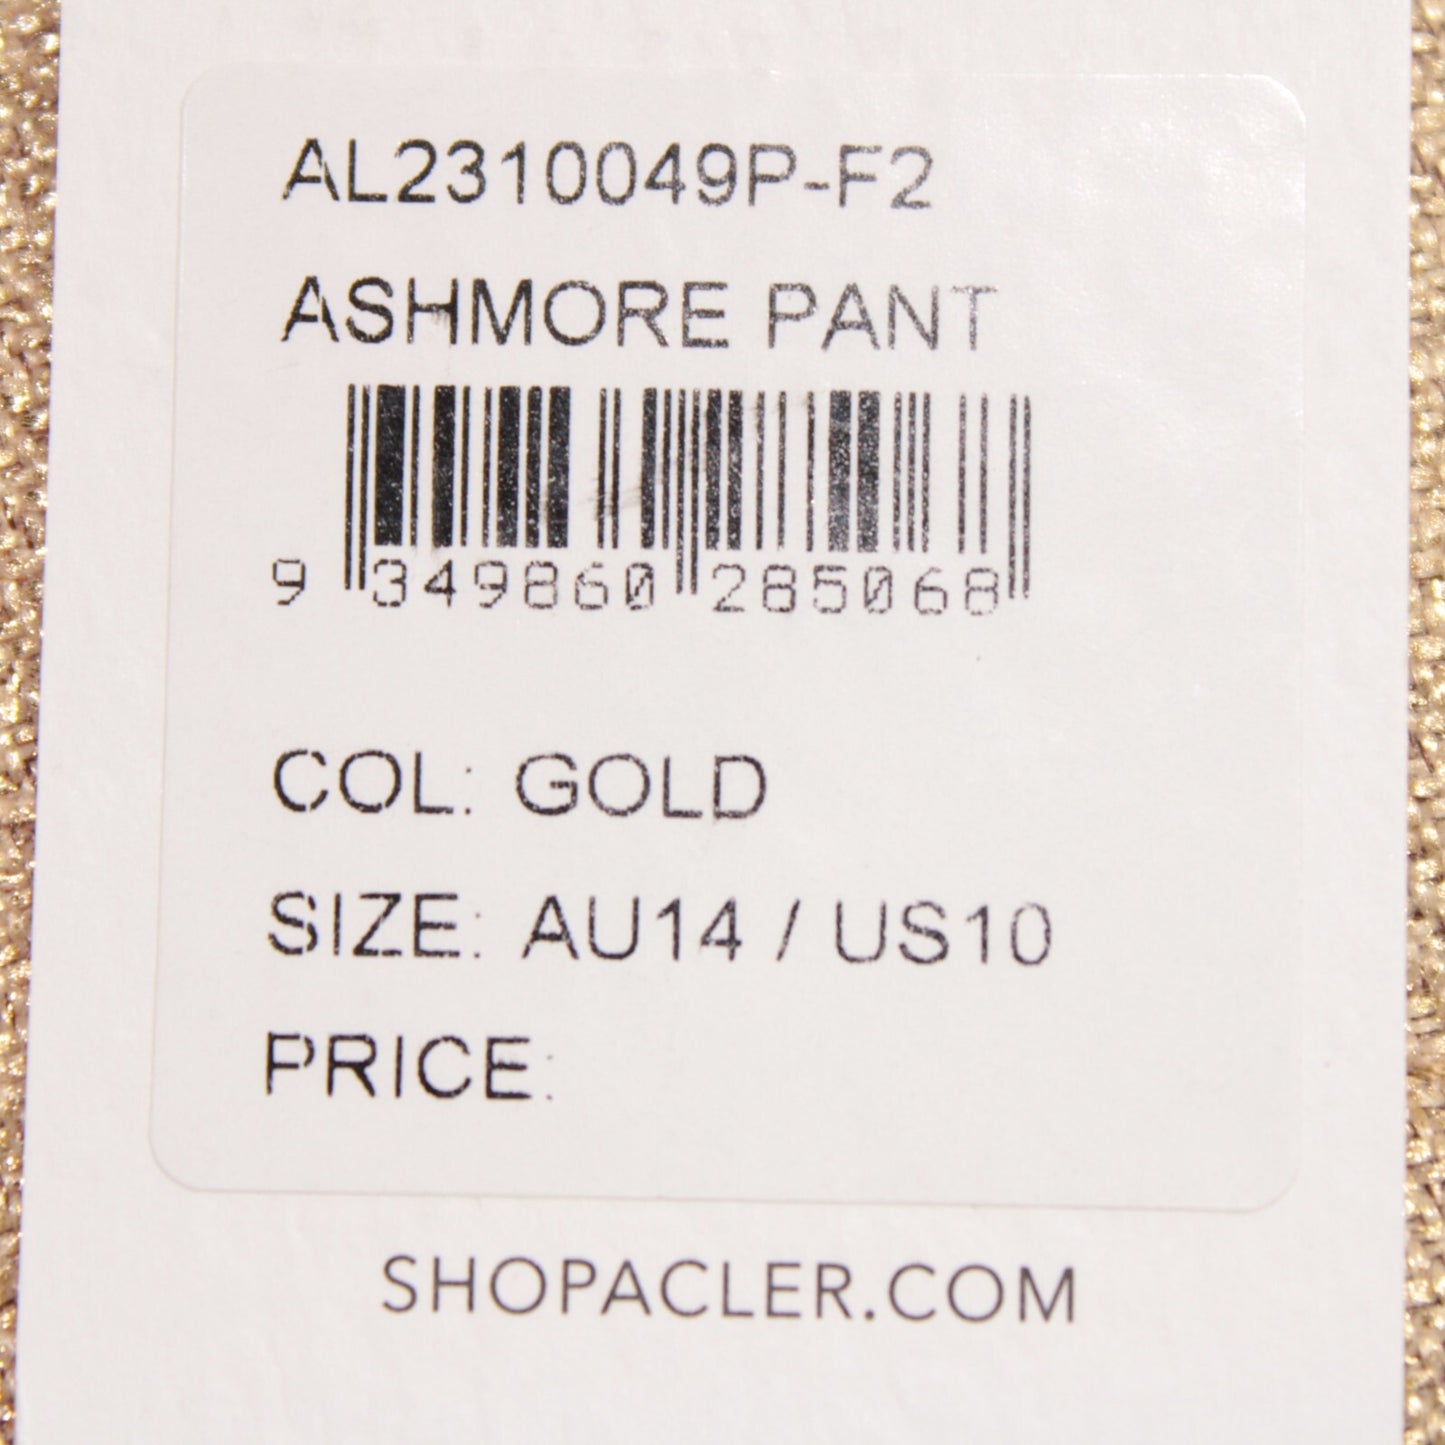 AL2310049P-F2
ASHMORE PANT
9 349860 285068
COL: GOLD
SIZE: AU14 / US10
PRICE:
SHOPACLER.COM